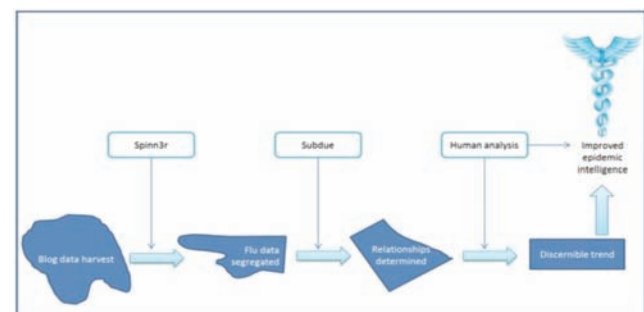 Spinn3r
Subdue
Human analysis
Improved
epidemic
intelligence
Blog data harvest
Flu data
segregated
Relationships
determined
Discernible trend